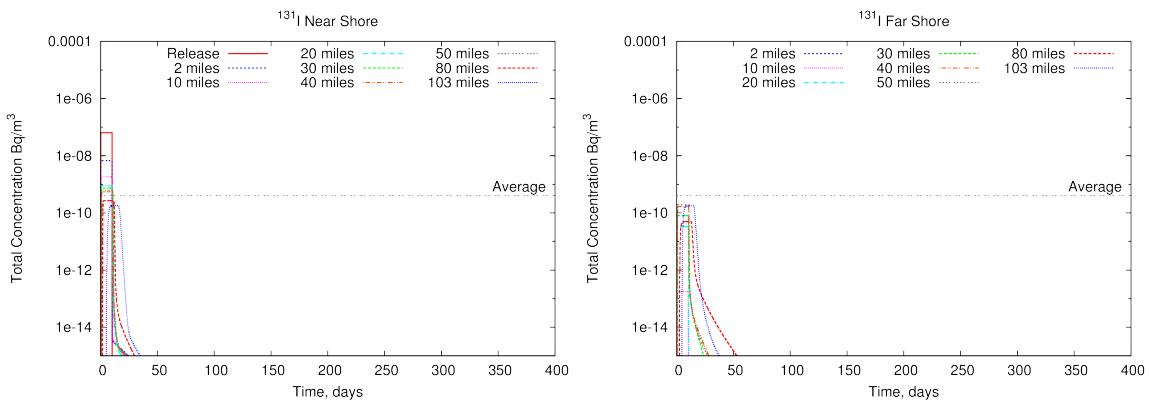 131I Near Shore
Total Concentration Bq/m3
0.0001
1e-06
1e-08
1e-10
1e-12
1e-14
Release
2 miles
10 miles
20 miles
30 miles
40 miles
50 miles
80 miles
103 miles
Average
0 50 100 150 200 250 300 350 400
Time, days
131I Far Shore
Total Concentration Bq/m3
0.0001
1e-06
1e-08
1e-10
1e-12
1e-14
2 miles
10 miles
20 miles
30 miles
40 miles
50 miles
80 miles
103 miles
Average
0 50 100 150 200 250 300 350 400
Time, days